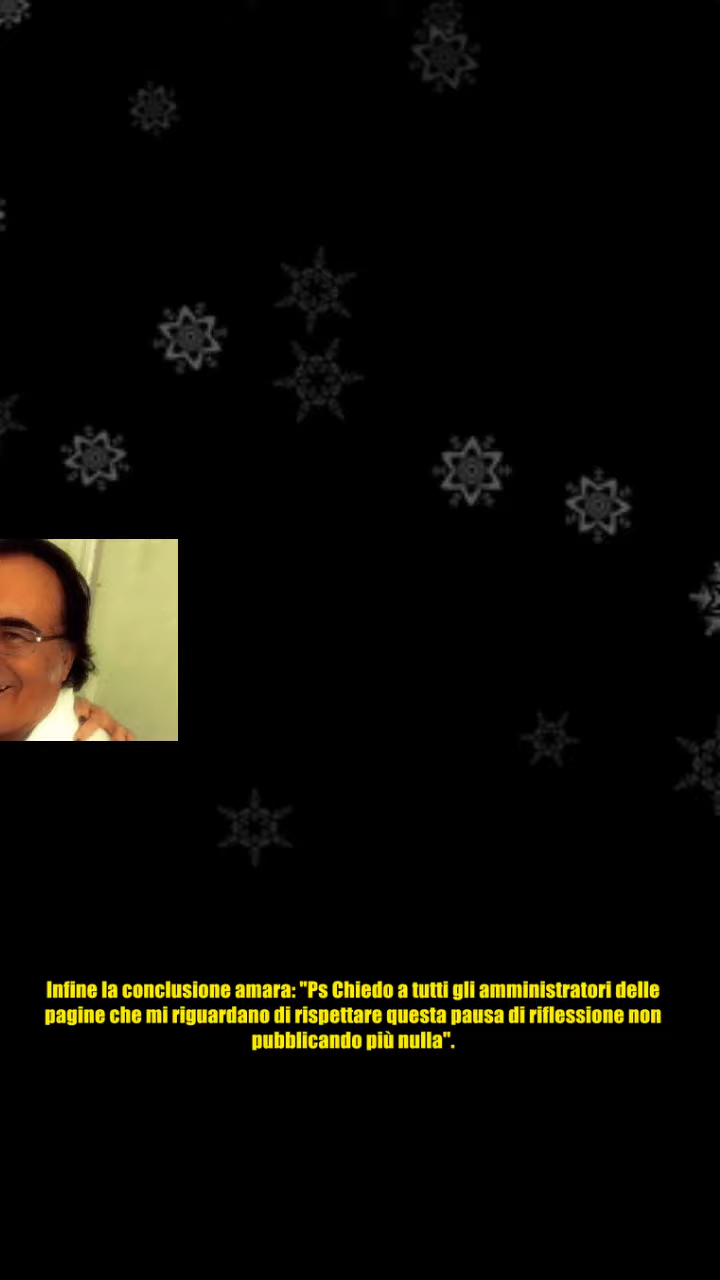 Infine la conclusione amara: "Ps Chiedo a tutti gli amministratori delle
pagine che mi riguardano di rispettare questa pausa di riflessione non
pubblicando più nulla".